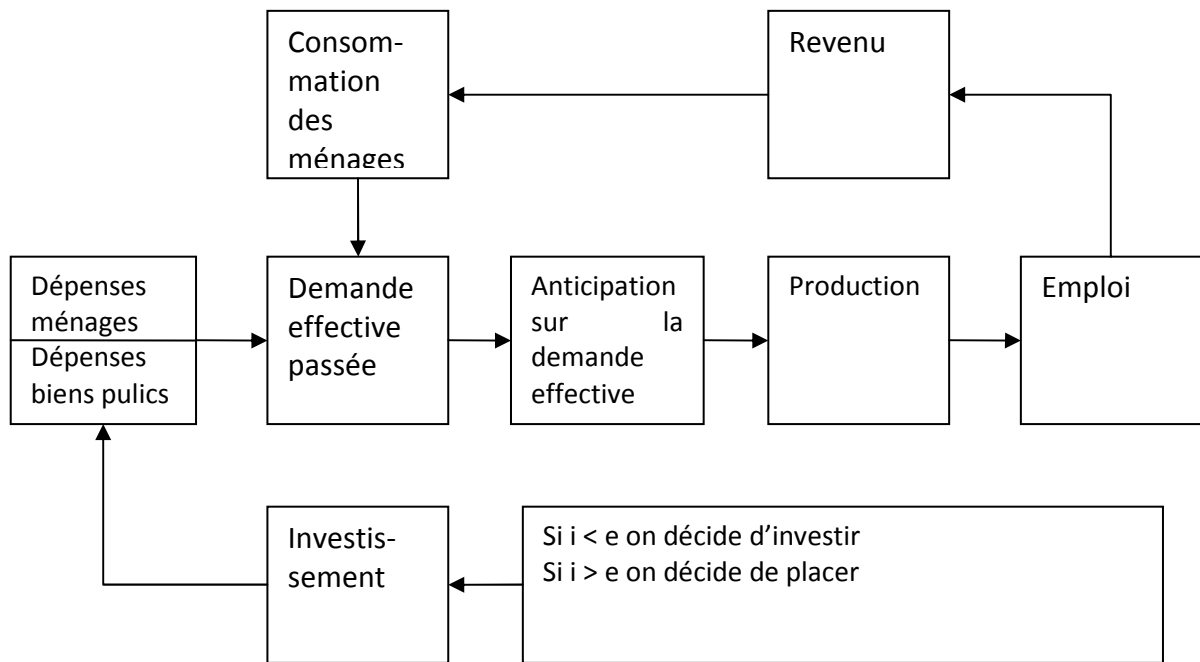 Consom-
mation
des
ménages
Revenu
Dépenses
ménages
Dépenses
biens pulics
Demande
effective
passée
Anticipation
sur la
demande
effective
Production
Emploi
Investis-
sement
Si i < e on décide d’investir
Si i > e on décide de placer